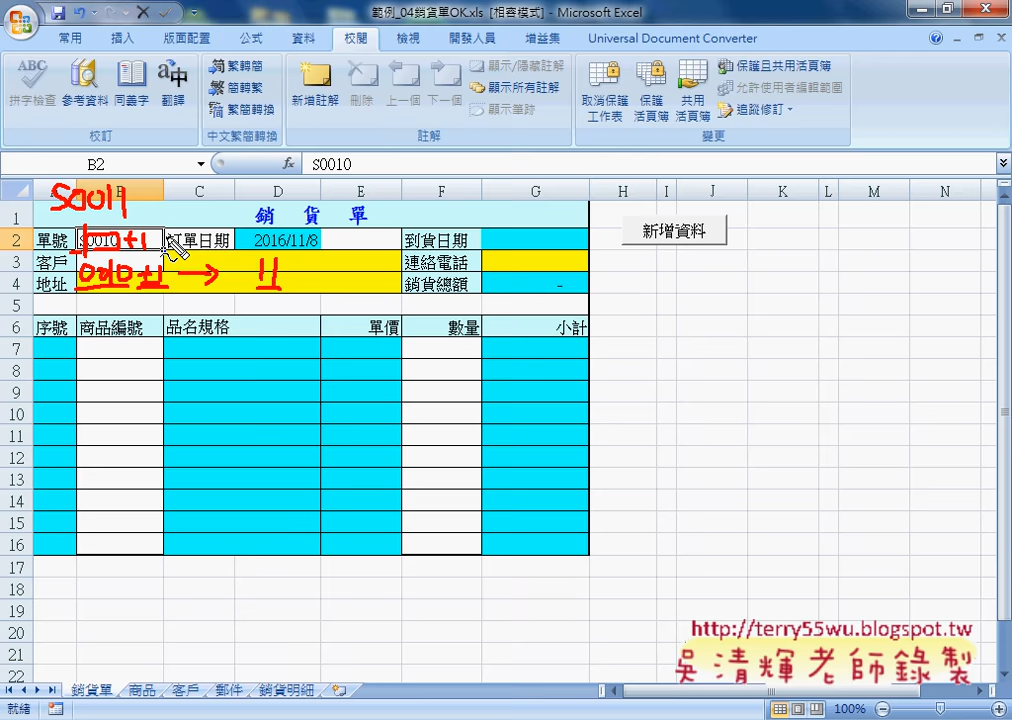 範例_04銷貨單OK.xls [相容模式] - Microsoft Excel
常用 插入 版面配置 公式 資料 校閱 檢視 開發人員 增益集 Universal Document Converter
拼字檢查 參考資料 同義字 翻譯
繁轉簡
簡轉繁
繁簡轉換
新增註解 刪除 上一個 下一個
顯示/隱藏註解
顯示所有註解
顯示筆跡
取消保護工作表 保護活頁簿 共用活頁簿
保護且共用活頁簿
允許使用者編輯範圍
追蹤修訂
校訂 中文繁簡轉換 註解 變更
B2 fx S0010
A B C D E F G H I J K L M N
S0011
1 銷 貨 單
2 單號 S0010 訂單日期 2016/11/8 到貨日期
新增資料
3 客戶 連絡電話
0010+1 → 11
4 地址 銷貨總額 -
5
6 序號 商品編號 品名規格 單價 數量 小計
7
8
9
10
11
12
13
14
15
16
17
18
19
20
21
22
http://terry55wu.blogspot.tw
吳清輝老師錄製
銷貨單 商品 客戶 郵件 銷貨明細
就緒 100%